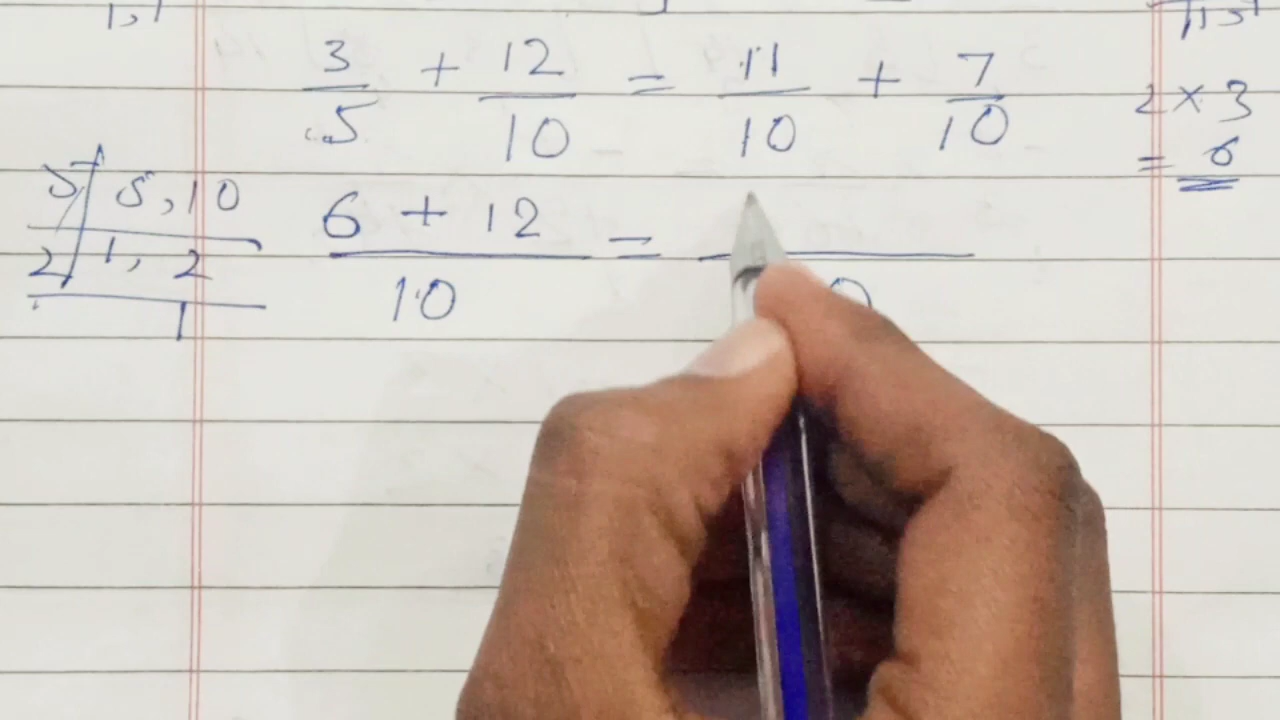 3/5 + 12/10 = 11/10 + 7/10
2 × 3
= 6
5 | 5, 10
2 | 1, 2
1
6 + 12 / 10 = / 0